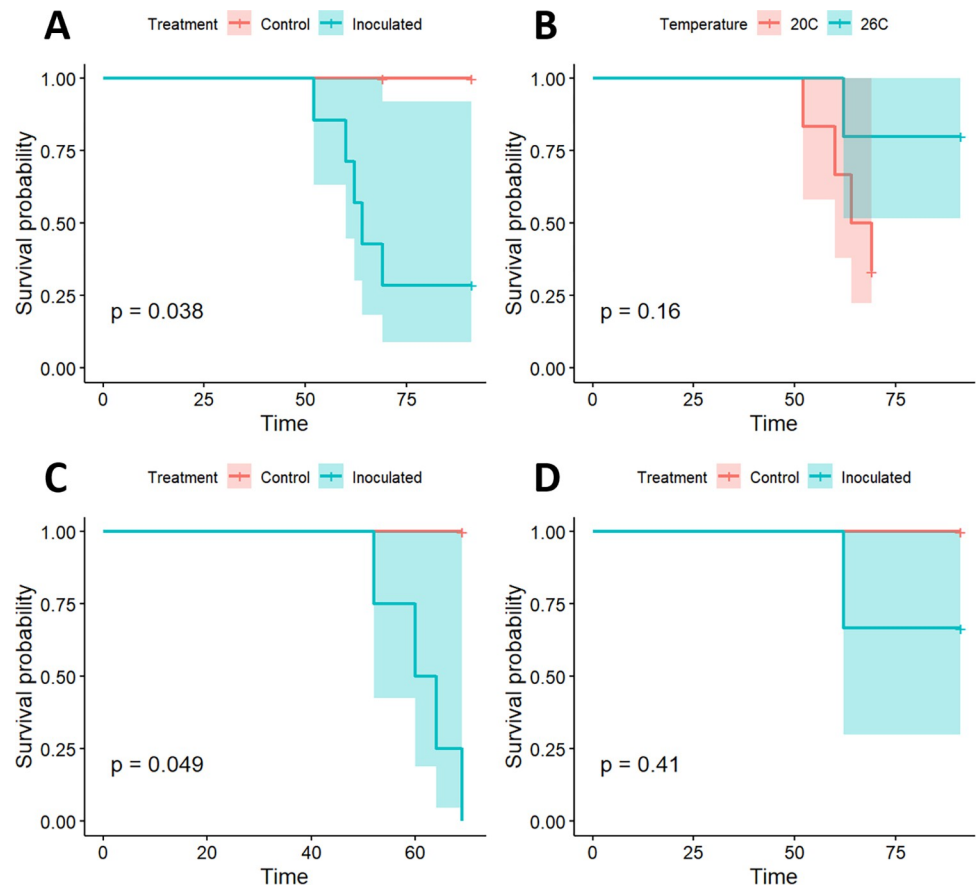 A
Treatment Control Inoculated
Survival probability
1.00
0.75
0.50
0.25
0.00
p = 0.038
0 25 50 75
Time
B
Temperature 20C 26C
Survival probability
1.00
0.75
0.50
0.25
0.00
p = 0.16
0 25 50 75
Time
C
Treatment Control Inoculated
Survival probability
1.00
0.75
0.50
0.25
0.00
p = 0.049
0 20 40 60
Time
D
Treatment Control Inoculated
Survival probability
1.00
0.75
0.50
0.25
0.00
p = 0.41
0 25 50 75
Time